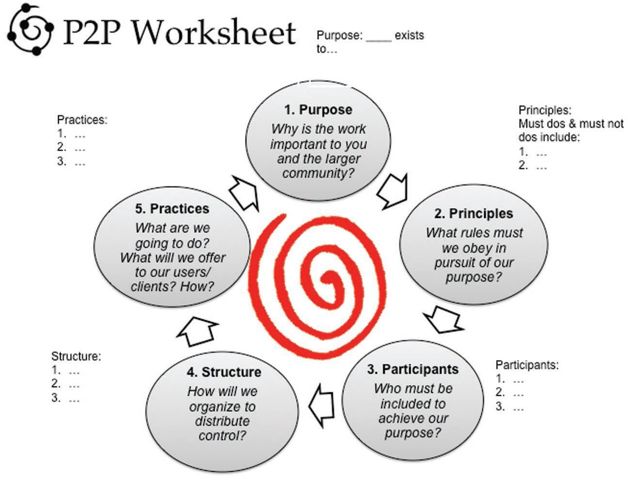 P2P Worksheet
Purpose: ____ exists
to…
Practices:
1. …
2. …
3. …
1. Purpose
Why is the work
important to you
and the larger
community?
Principles:
Must dos & must not
dos include:
1. …
2. …
5. Practices
What are we
going to do?
What will we offer
to our users/
clients? How?
2. Principles
What rules must
we obey in
pursuit of our
purpose?
Structure:
1. …
2. …
3. …
4. Structure
How will we
organize to
distribute
control?
3. Participants
Who must be
included to
achieve our
purpose?
Participants:
1. …
2. …
3. …